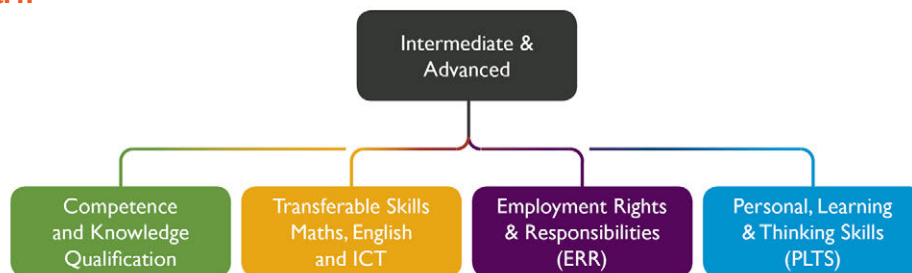 Intermediate &
Advanced
Competence
and Knowledge
Qualification
Transferable Skills
Maths, English
and ICT
Employment Rights
& Responsibilities
(ERR)
Personal, Learning
& Thinking Skills
(PLTS)